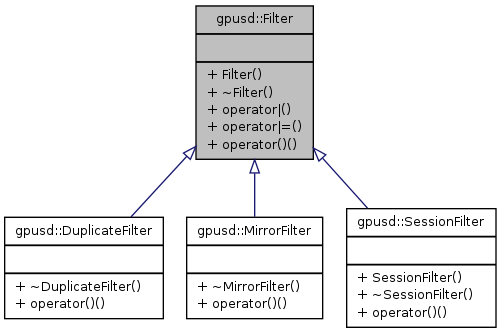 gpusd::Filter
+ Filter()
+ ~Filter()
+ operator|()
+ operator|=()
+ operator()()
gpusd::DuplicateFilter
+ ~DuplicateFilter()
+ operator()()
gpusd::MirrorFilter
+ ~MirrorFilter()
+ operator()()
gpusd::SessionFilter
+ SessionFilter()
+ ~SessionFilter()
+ operator()()